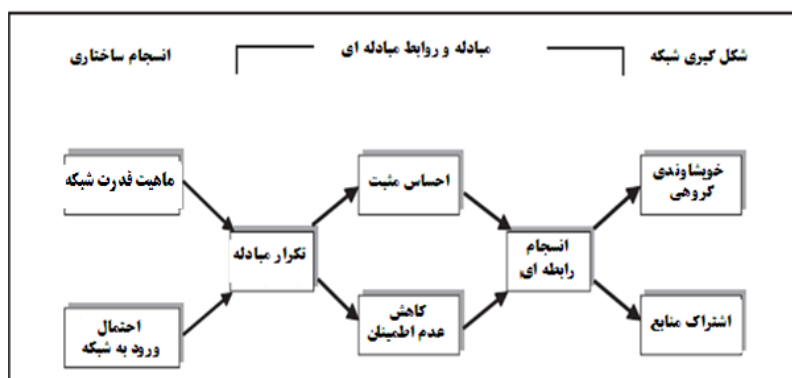 شکل گیری شبکه
مبادله و روابط مبادله ای
انسجام ساختاری
ماهیت قدرت شبکه
احساس مثبت
خویشاوندی
گروهی
تکرار مبادله
انسجام
رابطه ای
احتمال
ورود به شبکه
کاهش
عدم اطمینان
اشتراک منابع